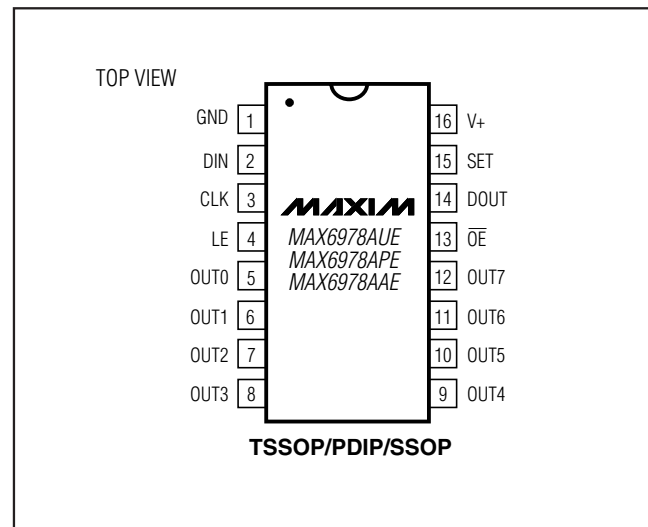 TOP VIEW
GND 1
DIN 2
CLK 3
LE 4
OUT0 5
OUT1 6
OUT2 7
OUT3 8
MAXIM
MAX6978AUE
MAX6978APE
MAX6978AAE
16 V+
15 SET
14 DOUT
13 O̅E̅
12 OUT7
11 OUT6
10 OUT5
9 OUT4
TSSOP/PDIP/SSOP